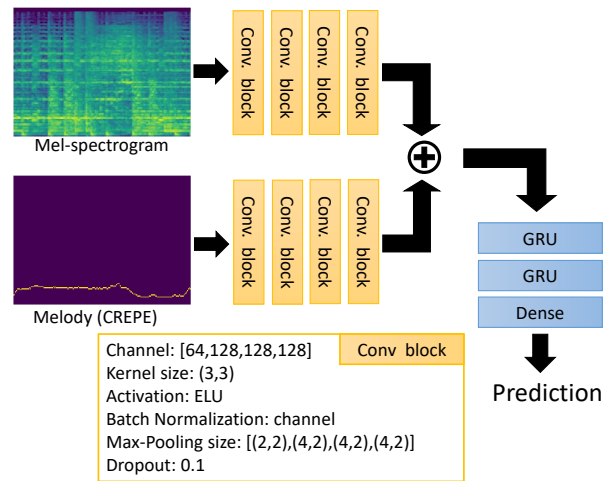 Conv. block
Conv. block
Conv. block
Conv. block
Mel-spectrogram
Conv. block
Conv. block
Conv. block
Conv. block
Melody (CREPE)
GRU
GRU
Dense
Prediction
Conv block
Channel: [64,128,128,128]
Kernel size: (3,3)
Activation: ELU
Batch Normalization: channel
Max-Pooling size: [(2,2),(4,2),(4,2),(4,2)]
Dropout: 0.1